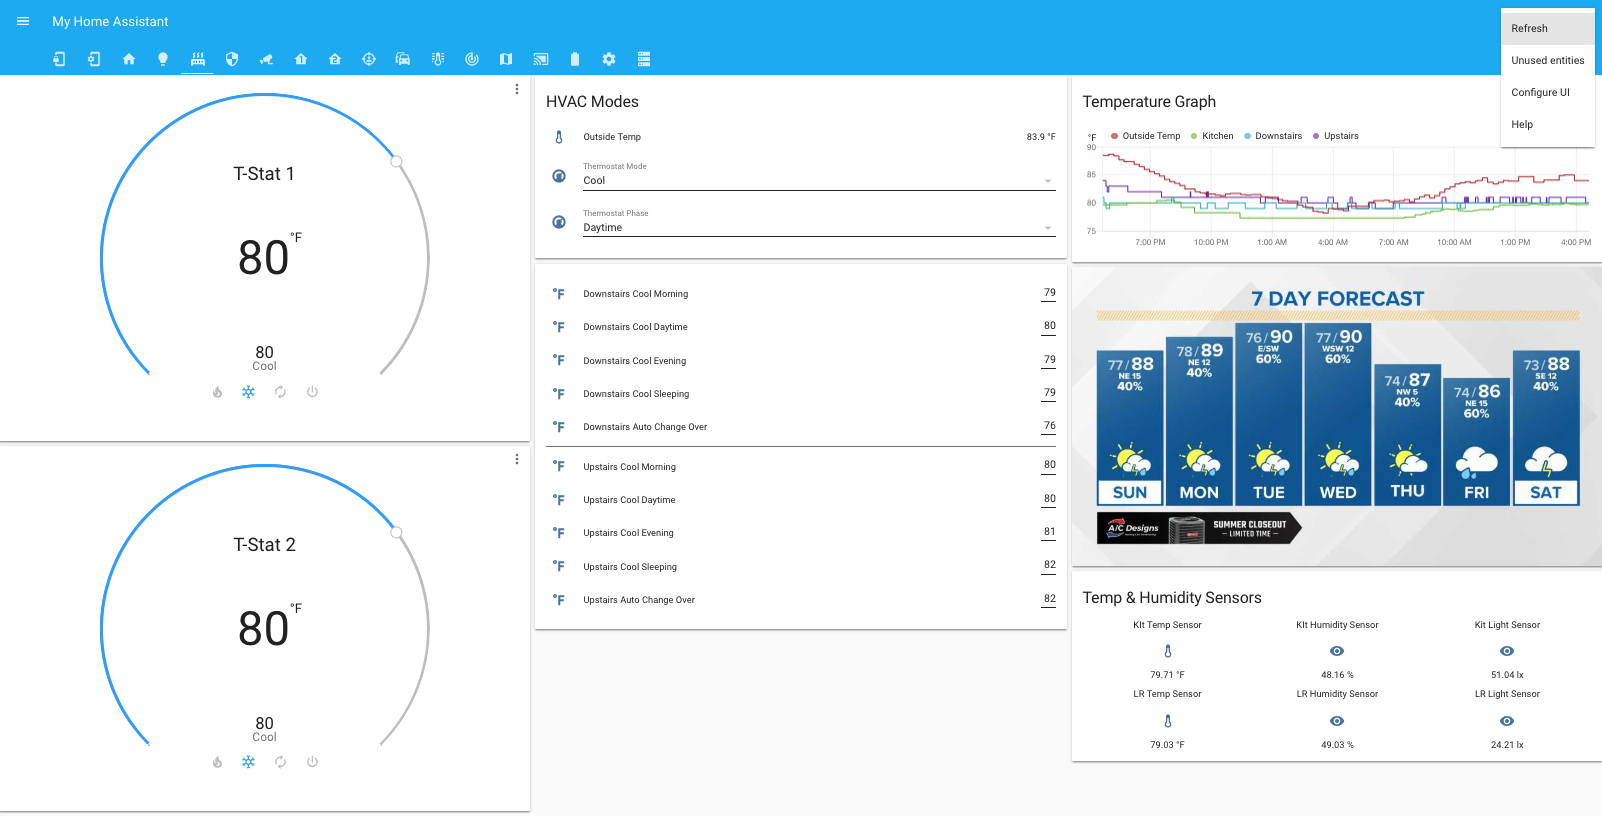 My Home Assistant
Refresh
Unused entities
Configure UI
Help
T-Stat 1
80 °F
80
Cool
T-Stat 2
80 °F
80
Cool
HVAC Modes
Outside Temp 83.9 °F
Thermostat Mode
Cool
Thermostat Phase
Daytime
°F Downstairs Cool Morning 79
°F Downstairs Cool Daytime 80
°F Downstairs Cool Evening 79
°F Downstairs Cool Sleeping 79
°F Downstairs Auto Change Over 76
°F Upstairs Cool Morning 80
°F Upstairs Cool Daytime 80
°F Upstairs Cool Evening 81
°F Upstairs Cool Sleeping 82
°F Upstairs Auto Change Over 82
Temperature Graph
°F Outside Temp Kitchen Downstairs Upstairs
90
85
80
75
7:00 PM 10:00 PM 1:00 AM 4:00 AM 7:00 AM 10:00 AM 1:00 PM 4:00 PM
7 DAY FORECAST
77/88 78/89 76/90 77/90 74/87 74/86 73/88
NE 15 NE 12 E/SW WSW 12 NW 5 NE 15 SE 12
40% 40% 60% 60% 40% 60% 40%
SUN MON TUE WED THU FRI SAT
A/C Designs
SUMMER CLOSEOUT
– LIMITED TIME –
Temp & Humidity Sensors
KIt Temp Sensor KIt Humidity Sensor Kit Light Sensor
79.71 °F 48.16 % 51.04 lx
LR Temp Sensor LR Humidity Sensor LR Light Sensor
79.03 °F 49.03 % 24.21 lx